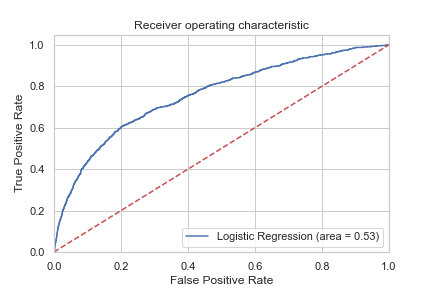 Receiver operating characteristic
1.0
0.8
0.6
0.4
0.2
0.0
True Positive Rate
Logistic Regression (area = 0.53)
0.0 0.2 0.4 0.6 0.8 1.0
False Positive Rate